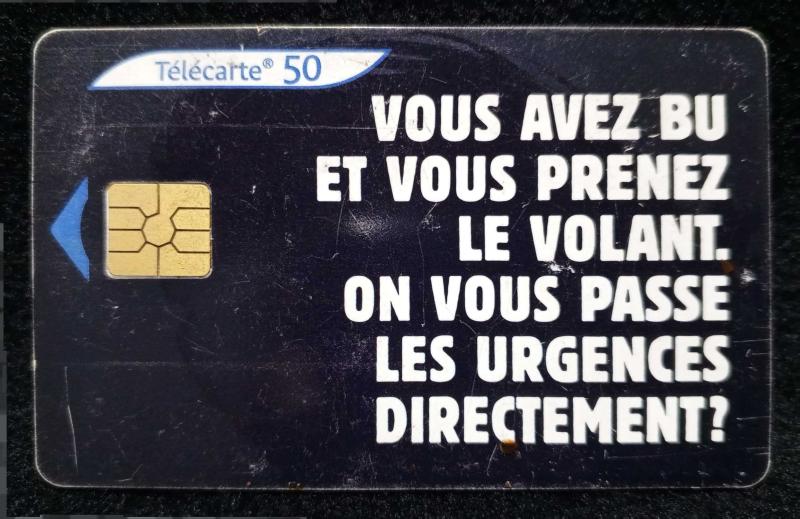 Télécarte® 50
VOUS AVEZ BU
ET VOUS PRENEZ
LE VOLANT.
ON VOUS PASSE
LES URGENCES
DIRECTEMENT?